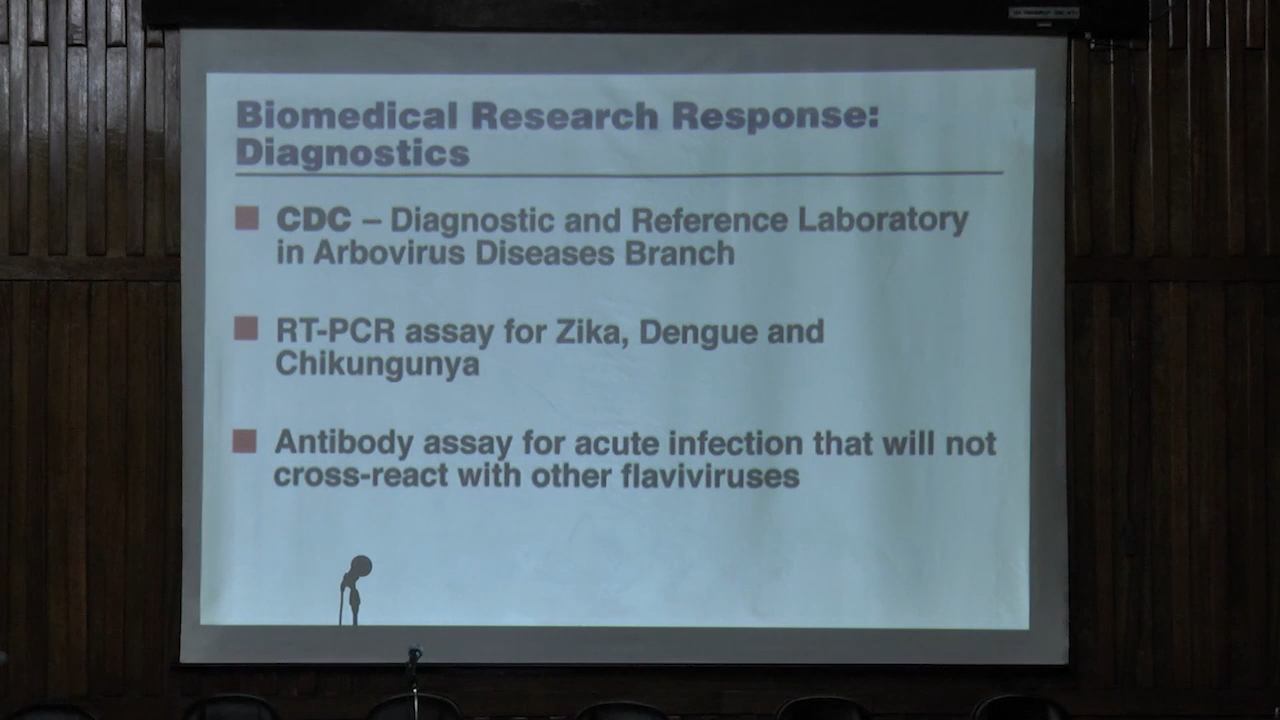 Biomedical Research Response:
Diagnostics
CDC – Diagnostic and Reference Laboratory
in Arbovirus Diseases Branch
RT-PCR assay for Zika, Dengue and
Chikungunya
Antibody assay for acute infection that will not
cross-react with other flaviviruses